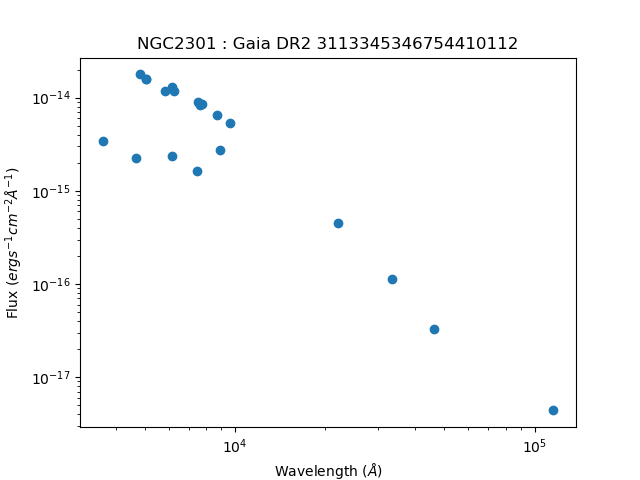 NGC2301 : Gaia DR2 3113345346754410112
Flux (ergs⁻¹cm⁻²Å⁻¹)
10⁻¹⁴
10⁻¹⁵
10⁻¹⁶
10⁻¹⁷
10⁴
10⁵
Wavelength (Å)